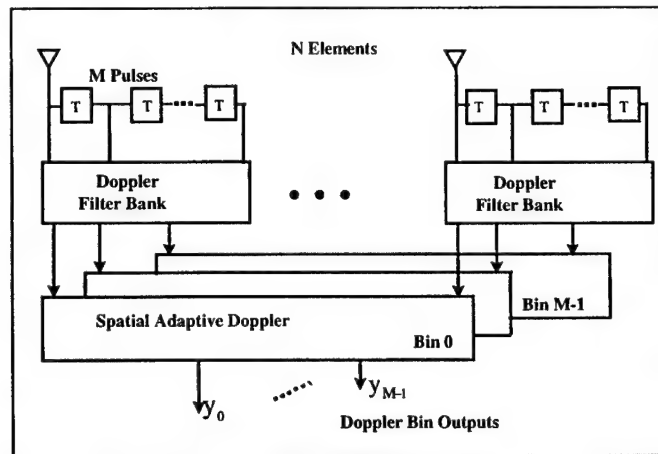 N Elements
M Pulses
T T T T T T
Doppler
Filter Bank
Doppler
Filter Bank
Bin M-1
Spatial Adaptive Doppler
Bin 0
y0
yM-1
Doppler Bin Outputs